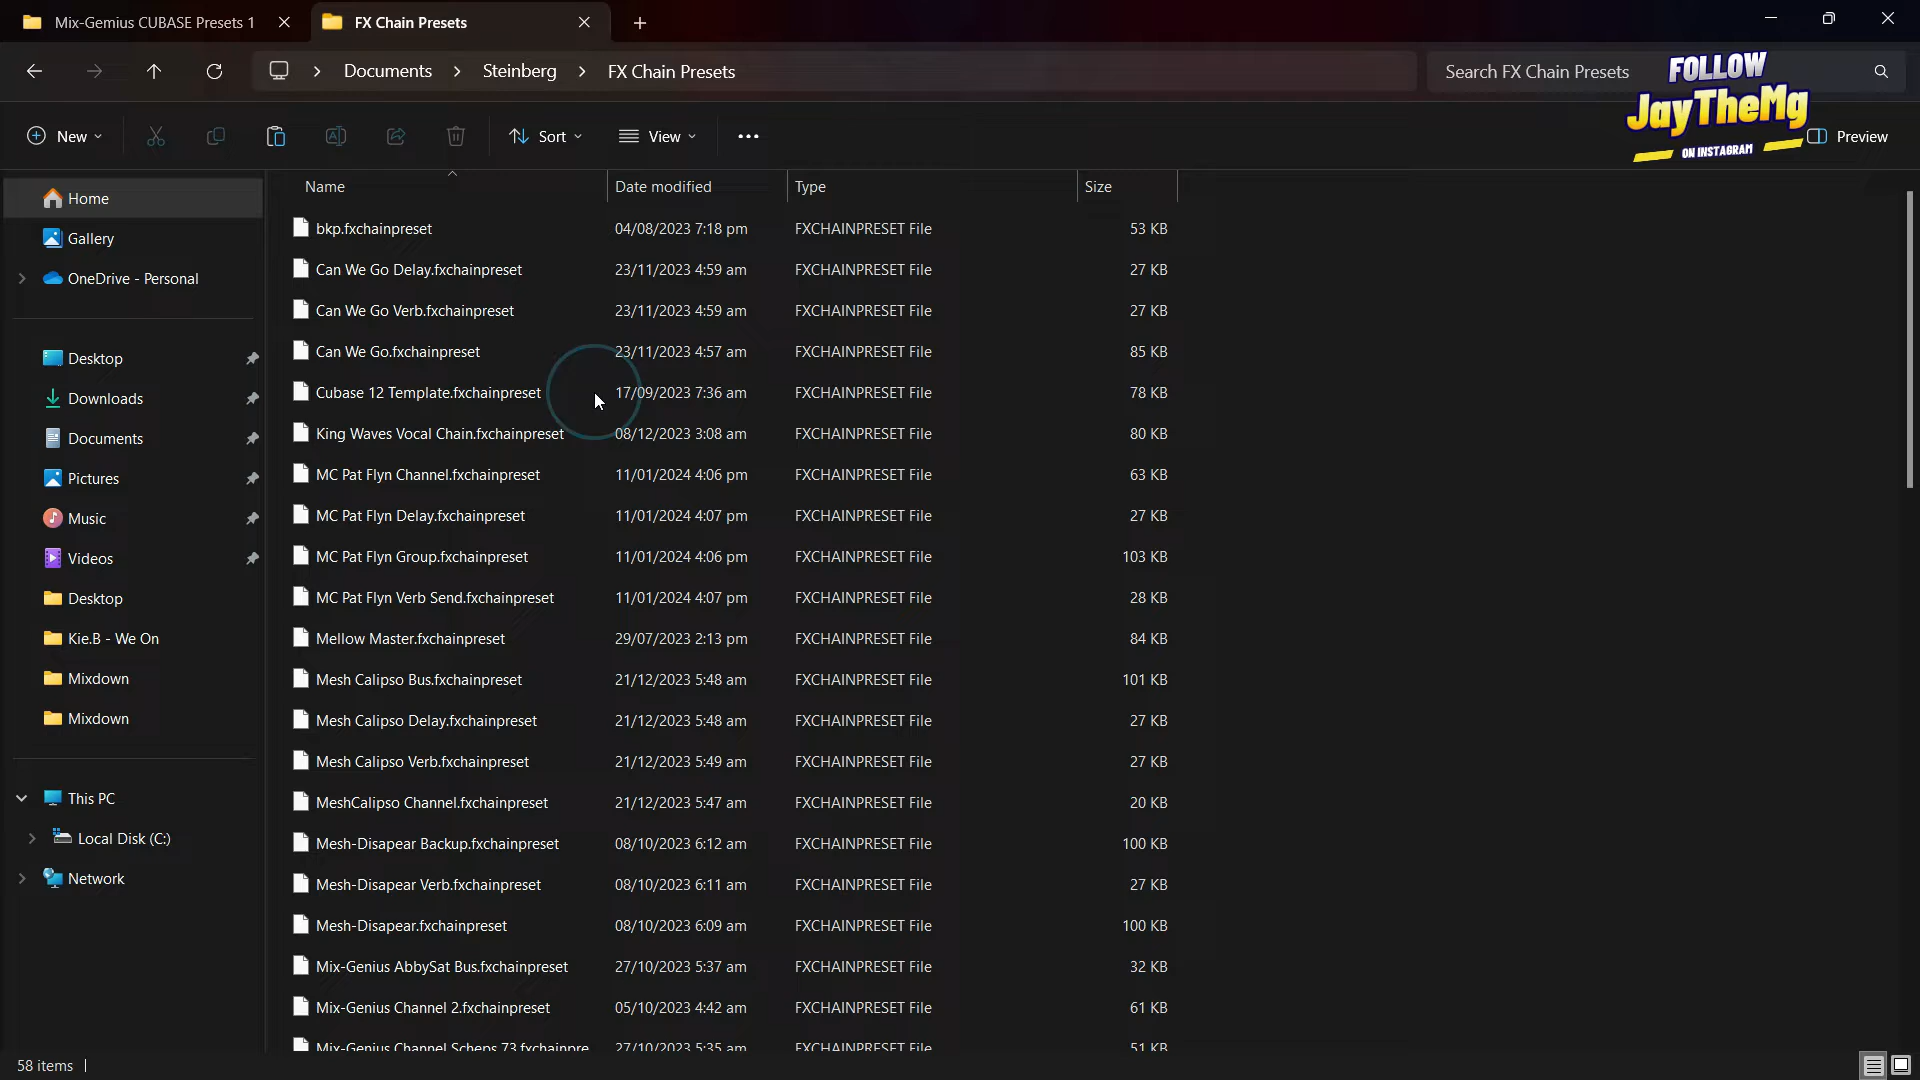 Mix-Gemius CUBASE Presets 1
FX Chain Presets
Documents
Steinberg
FX Chain Presets
Search FX Chain Presets
FOLLOW
JayTheMg
ON INSTAGRAM
New
Sort
View
Preview
Home
Gallery
OneDrive - Personal
Desktop
Downloads
Documents
Pictures
Music
Videos
Desktop
Kie.B - We On
Mixdown
Mixdown
This PC
Local Disk (C:)
Network
Name Date modified Type Size
bkp.fxchainpreset 04/08/2023 7:18 pm FXCHAINPRESET File 53 KB
Can We Go Delay.fxchainpreset 23/11/2023 4:59 am FXCHAINPRESET File 27 KB
Can We Go Verb.fxchainpreset 23/11/2023 4:59 am FXCHAINPRESET File 27 KB
Can We Go.fxchainpreset 23/11/2023 4:57 am FXCHAINPRESET File 85 KB
Cubase 12 Template.fxchainpreset 17/09/2023 7:36 am FXCHAINPRESET File 78 KB
King Waves Vocal Chain.fxchainpreset 08/12/2023 3:08 am FXCHAINPRESET File 80 KB
MC Pat Flyn Channel.fxchainpreset 11/01/2024 4:06 pm FXCHAINPRESET File 63 KB
MC Pat Flyn Delay.fxchainpreset 11/01/2024 4:07 pm FXCHAINPRESET File 27 KB
MC Pat Flyn Group.fxchainpreset 11/01/2024 4:06 pm FXCHAINPRESET File 103 KB
MC Pat Flyn Verb Send.fxchainpreset 11/01/2024 4:07 pm FXCHAINPRESET File 28 KB
Mellow Master.fxchainpreset 29/07/2023 2:13 pm FXCHAINPRESET File 84 KB
Mesh Calipso Bus.fxchainpreset 21/12/2023 5:48 am FXCHAINPRESET File 101 KB
Mesh Calipso Delay.fxchainpreset 21/12/2023 5:48 am FXCHAINPRESET File 27 KB
Mesh Calipso Verb.fxchainpreset 21/12/2023 5:49 am FXCHAINPRESET File 27 KB
MeshCalipso Channel.fxchainpreset 21/12/2023 5:47 am FXCHAINPRESET File 20 KB
Mesh-Disapear Backup.fxchainpreset 08/10/2023 6:12 am FXCHAINPRESET File 100 KB
Mesh-Disapear Verb.fxchainpreset 08/10/2023 6:11 am FXCHAINPRESET File 27 KB
Mesh-Disapear.fxchainpreset 08/10/2023 6:09 am FXCHAINPRESET File 100 KB
Mix-Genius AbbySat Bus.fxchainpreset 27/10/2023 5:37 am FXCHAINPRESET File 32 KB
Mix-Genius Channel 2.fxchainpreset 05/10/2023 4:42 am FXCHAINPRESET File 61 KB
Mix-Genius Channel Scheps 73.fxchainpre 27/10/2023 5:35 am FXCHAINPRESET File 51 KB
58 items